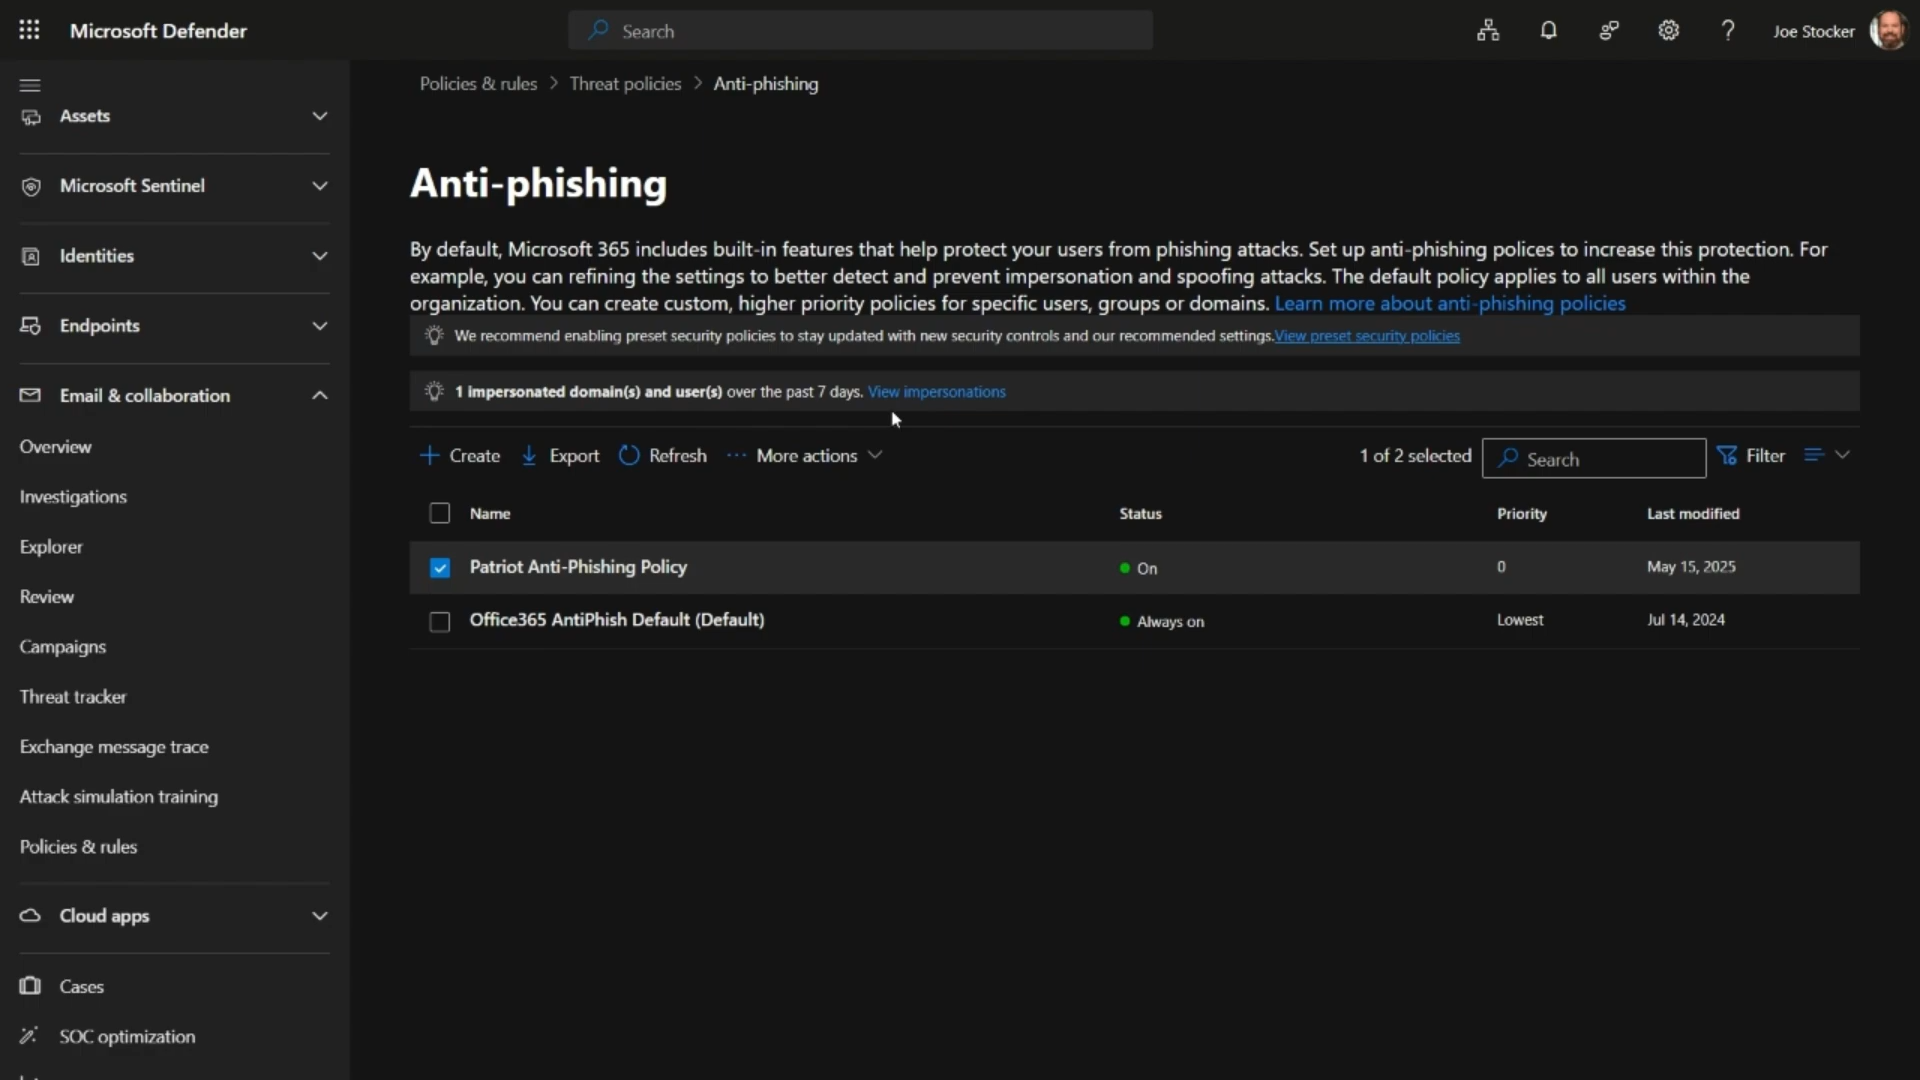 Microsoft Defender
Search
Joe Stocker
Assets
Microsoft Sentinel
Identities
Endpoints
Email & collaboration
Overview
Investigations
Explorer
Review
Campaigns
Threat tracker
Exchange message trace
Attack simulation training
Policies & rules
Cloud apps
Cases
SOC optimization
Policies & rules > Threat policies > Anti-phishing
Anti-phishing
By default, Microsoft 365 includes built-in features that help protect your users from phishing attacks. Set up anti-phishing polices to increase this protection. For
example, you can refining the settings to better detect and prevent impersonation and spoofing attacks. The default policy applies to all users within the
organization. You can create custom, higher priority policies for specific users, groups or domains. Learn more about anti-phishing policies
We recommend enabling preset security policies to stay updated with new security controls and our recommended settings.View preset security policies
1 impersonated domain(s) and user(s) over the past 7 days. View impersonations
Create Export Refresh More actions 1 of 2 selected Search Filter
Name Status Priority Last modified
Patriot Anti-Phishing Policy On 0 May 15, 2025
Office365 AntiPhish Default (Default) Always on Lowest Jul 14, 2024